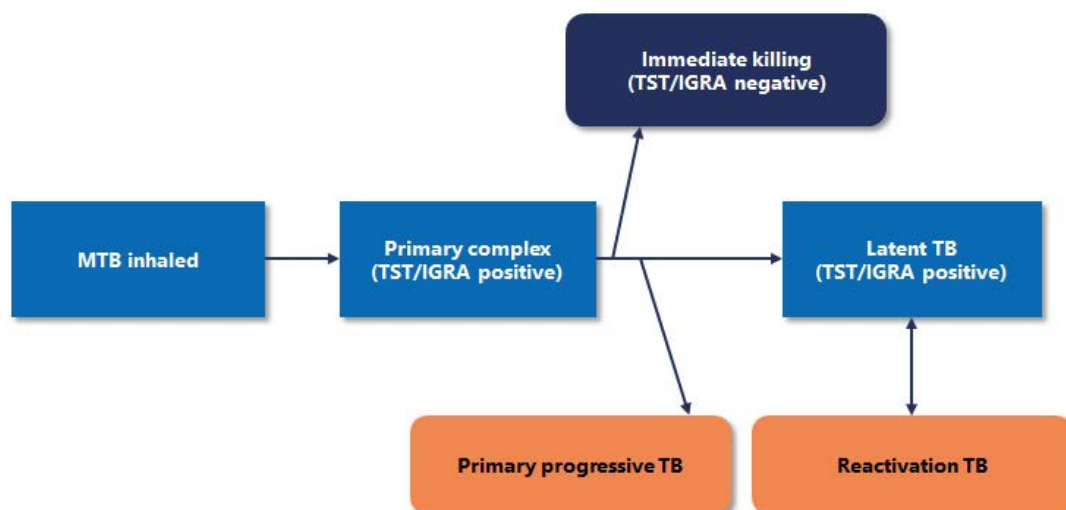 Immediate killing
(TST/IGRA negative)
MTB inhaled
Primary complex
(TST/IGRA positive)
Latent TB
(TST/IGRA positive)
Primary progressive TB
Reactivation TB